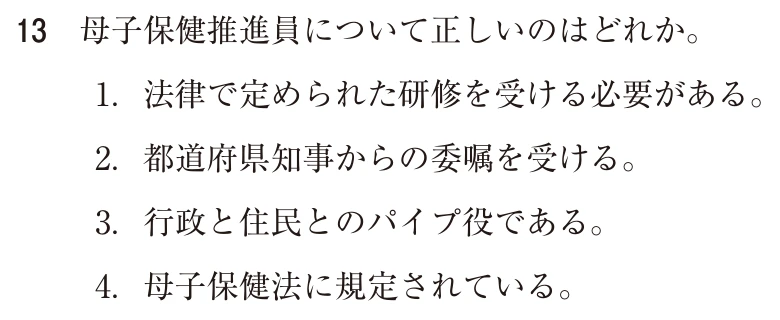 13 母子保健推進員について正しいのはどれか。
1. 法律で定められた研修を受ける必要がある。
2. 都道府県知事からの委嘱を受ける。
3. 行政と住民とのパイプ役である。
4. 母子保健法に規定されている。